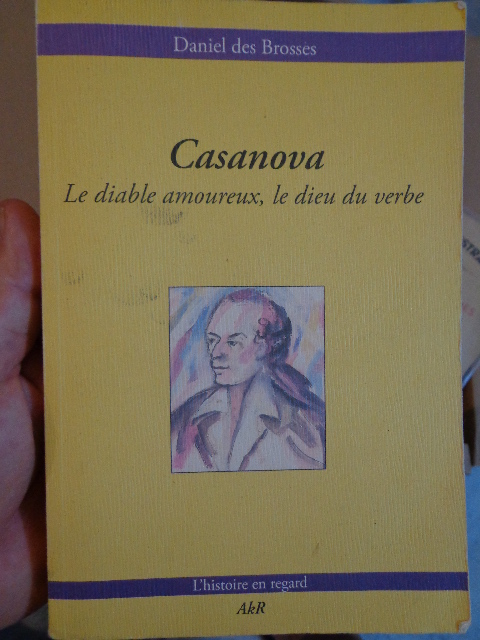 Daniel des Brosses
Casanova
Le diable amoureux, le dieu du verbe
L'histoire en regard
AkR